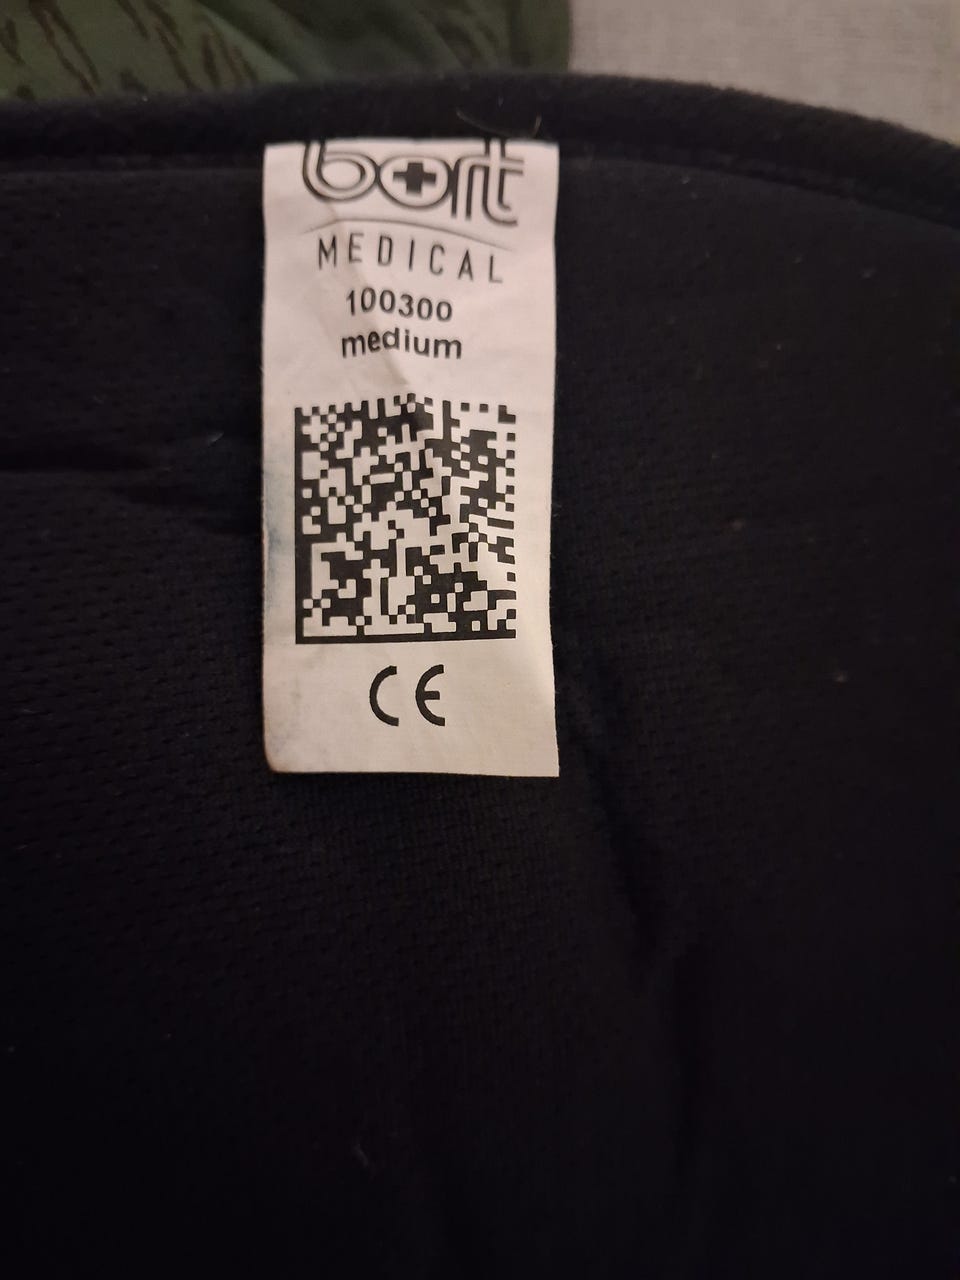 bort
MEDICAL
100300
medium
CE